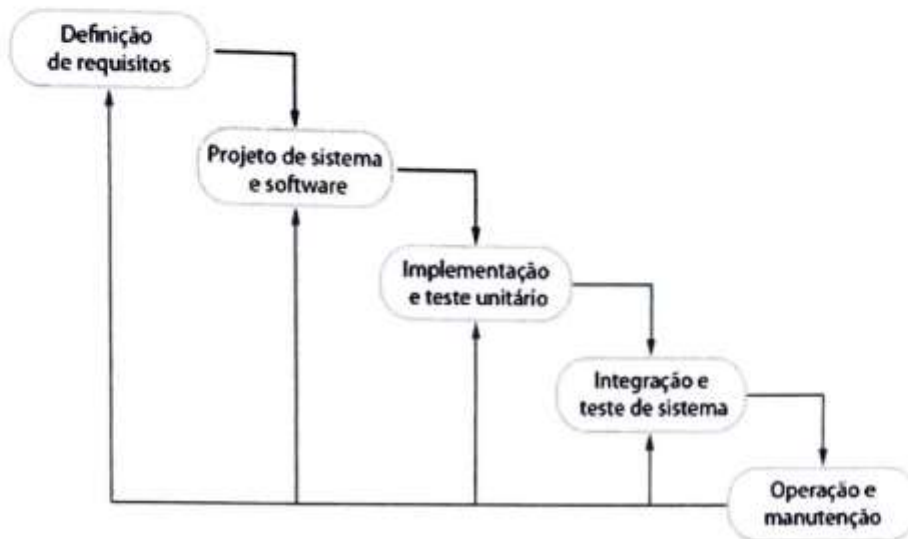 Definição
de requisitos
Projeto de sistema
e software
Implementação
e teste unitário
Integração e
teste de sistema
Operação e
manutenção